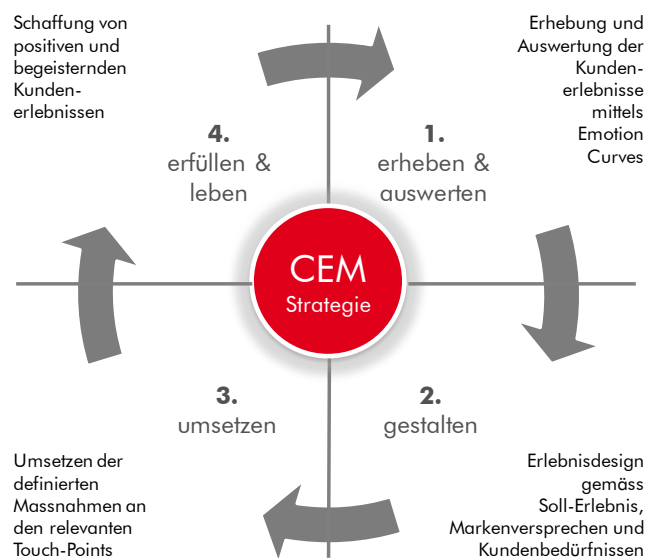 Schaffung von
positiven und
begeisternden
Kunden-
erlebnissen
Erhebung und
Auswertung der
Kunden-
erlebnisse
mittels
Emotion
Curves
4.
erfüllen &
leben
1.
erheben &
auswerten
CEM
Strategie
3.
umsetzen
2.
gestalten
Umsetzen der
definierten
Massnahmen an
den relevanten
Touch-Points
Erlebnisdesign
gemäss
Soll-Erlebnis,
Markenversprechen und
Kundenbedürfnissen